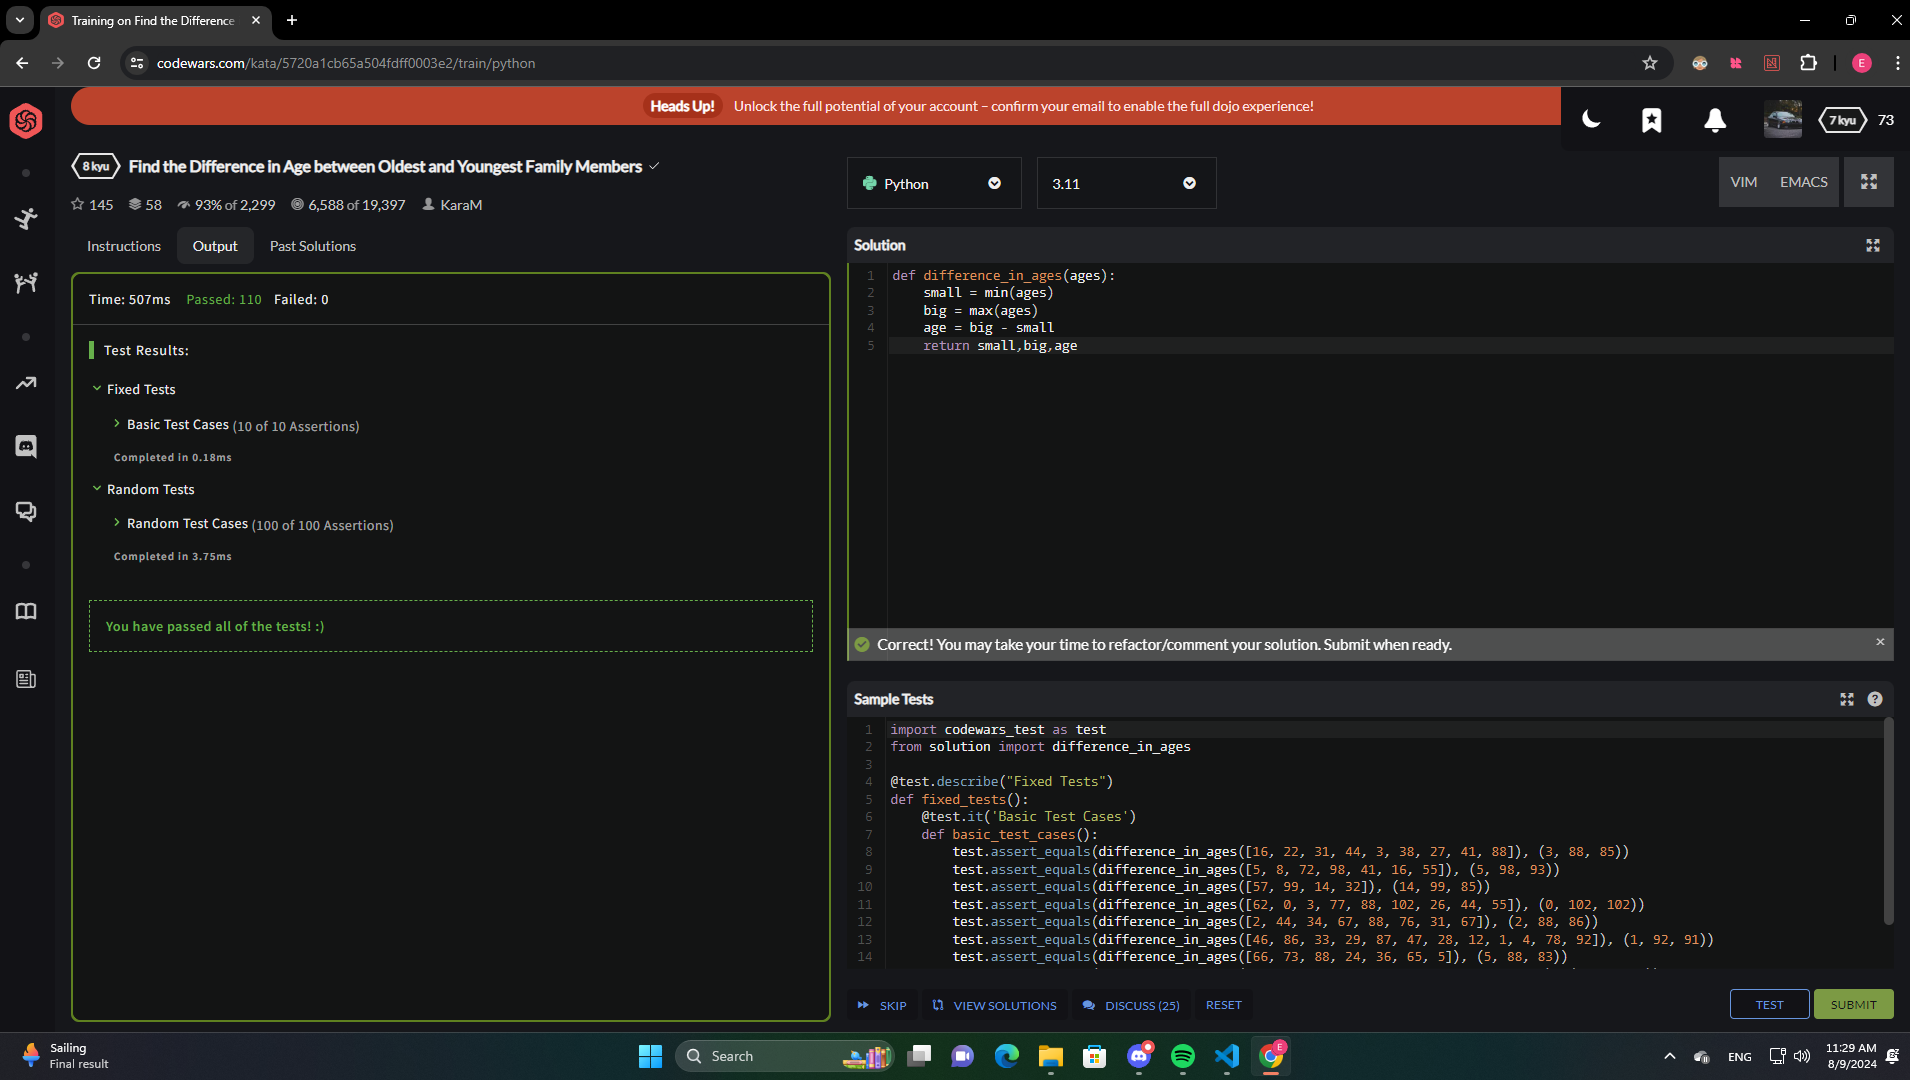 Training on Find the Difference
codewars.com/kata/5720a1cb65a504fdff0003e2/train/python
E
Heads Up! Unlock the full potential of your account – confirm your email to enable the full dojo experience!
7 kyu 73
8 kyu Find the Difference in Age between Oldest and Youngest Family Members
145 58 93% of 2,299 6,588 of 19,397 KaraM
Instructions Output Past Solutions
Time: 507ms Passed: 110 Failed: 0
Test Results:
Fixed Tests
Basic Test Cases (10 of 10 Assertions)
Completed in 0.18ms
Random Tests
Random Test Cases (100 of 100 Assertions)
Completed in 3.75ms
You have passed all of the tests! :)
Python 3.11 VIM EMACS
Solution
1 def difference_in_ages(ages):
2 small = min(ages)
3 big = max(ages)
4 age = big - small
5 return small,big,age
Correct! You may take your time to refactor/comment your solution. Submit when ready.
Sample Tests
1 import codewars_test as test
2 from solution import difference_in_ages
3
4 @test.describe("Fixed Tests")
5 def fixed_tests():
6 @test.it('Basic Test Cases')
7 def basic_test_cases():
8 test.assert_equals(difference_in_ages([16, 22, 31, 44, 3, 38, 27, 41, 88]), (3, 88, 85))
9 test.assert_equals(difference_in_ages([5, 8, 72, 98, 41, 16, 55]), (5, 98, 93))
10 test.assert_equals(difference_in_ages([57, 99, 14, 32]), (14, 99, 85))
11 test.assert_equals(difference_in_ages([62, 0, 3, 77, 88, 102, 26, 44, 55]), (0, 102, 102))
12 test.assert_equals(difference_in_ages([2, 44, 34, 67, 88, 76, 31, 67]), (2, 88, 86))
13 test.assert_equals(difference_in_ages([46, 86, 33, 29, 87, 47, 28, 12, 1, 4, 78, 92]), (1, 92, 91))
14 test.assert_equals(difference_in_ages([66, 73, 88, 24, 36, 65, 5]), (5, 88, 83))
SKIP VIEW SOLUTIONS DISCUSS (25) RESET TEST SUBMIT
Sailing
Final result
Search
E
ENG
11:29 AM
8/9/2024